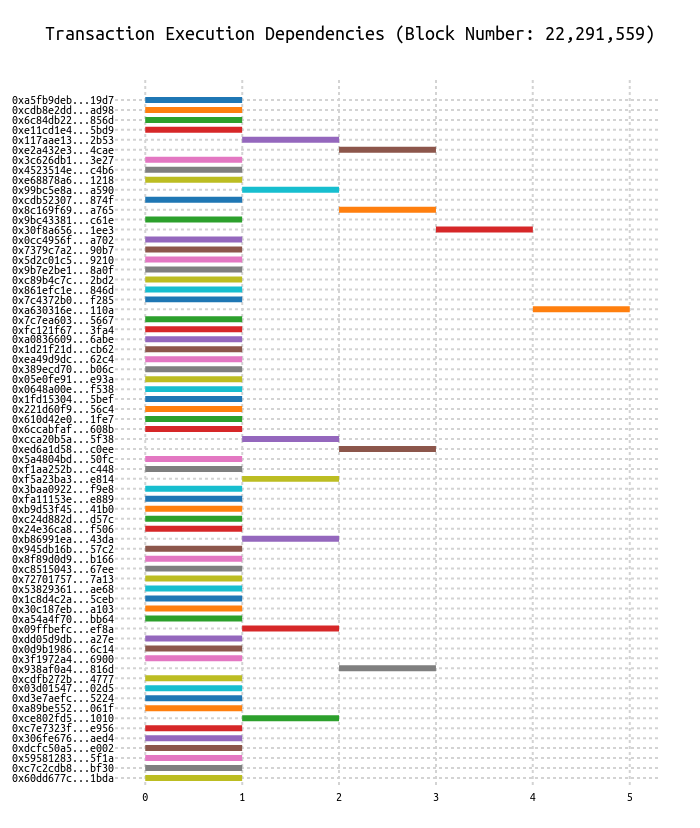 Transaction Execution Dependencies (Block Number: 22,291,559)
0xa5fb9deb...19d7
0xcdb8e2dd...ad98
0x6c84db22...856d
0xe11cd1e4...5bd9
0x117aae13...2b53
0xe2a432e3...4cae
0x3c626db1...3e27
0x4523514e...c4b6
0xe68878a6...1218
0x99bc5e8a...a590
0xcdb52307...874f
0x8c169f69...a765
0x9bc43381...c61e
0x30f8a656...1ee3
0x0cc4956f...a702
0x7379c7a2...90b7
0x5d2c01c5...9210
0x9b7e2be1...8a0f
0xc89b4c7c...2bd2
0x861efc1e...846d
0x7c4372b0...f285
0xa630316e...110a
0x7c7ea603...5667
0xfc121f67...3fa4
0xa0836609...6abe
0x1d21f21d...cb62
0xea49d9dc...62c4
0x389ecd70...b06c
0x05e0fe91...e93a
0x0648a00e...f538
0x1fd15304...5bef
0x221d60f9...56c4
0x610d42e0...1fe7
0x6ccabfaf...608b
0xcca20b5a...5f38
0xed6a1d58...c0ee
0x5a4804bd...50fc
0xf1aa252b...c448
0xf5a23ba3...e814
0x3baa0922...f9e8
0xfa11153e...e889
0xb9d53f45...41b0
0xc24d882d...d57c
0x24e36ca8...f506
0xb86991ea...43da
0x945db16b...57c2
0x8f89d0d9...b166
0xc8515043...67ee
0x72701757...7a13
0x53829361...ae68
0x1c8d4c2a...5ceb
0x30c187eb...a103
0xa54a4f70...bb64
0x09ffbefc...ef8a
0xdd05d9db...a27e
0x0d9b1986...6c14
0x3f1972a4...6900
0x938af0a4...816d
0xcdfb272b...4777
0x03d01547...02d5
0xd3e7aefc...5224
0xa89be552...061f
0xce802fd5...1010
0xc7e7323f...e956
0x306fe676...aed4
0xdcfc50a5...e002
0x59581283...5f1a
0xc7c2cdb8...bf30
0x60dd677c...1bda
0 1 2 3 4 5